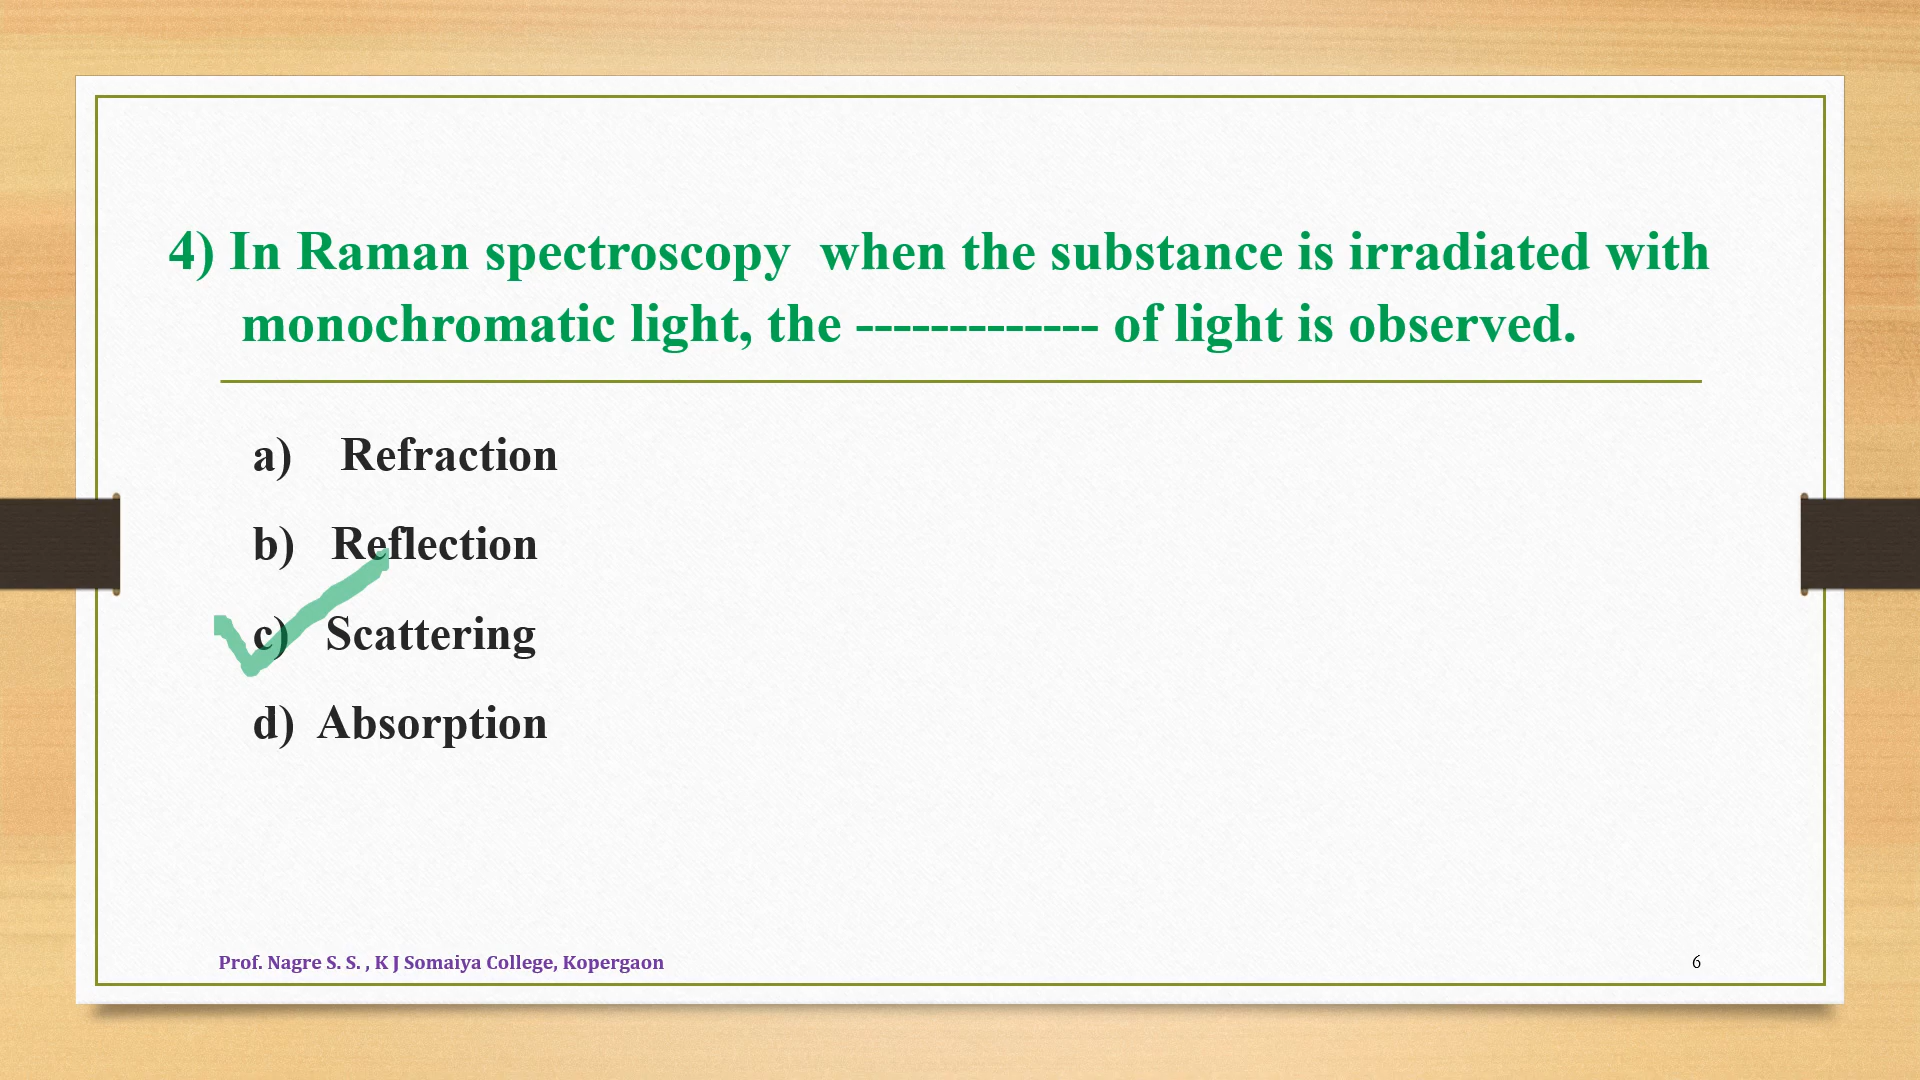 4) In Raman spectroscopy  when the substance is irradiated with
monochromatic light, the ------------- of light is observed.
a)    Refraction
b)   Reflection
c)   Scattering
d)  Absorption
Prof. Nagre S. S. , K J Somaiya College, Kopergaon
6